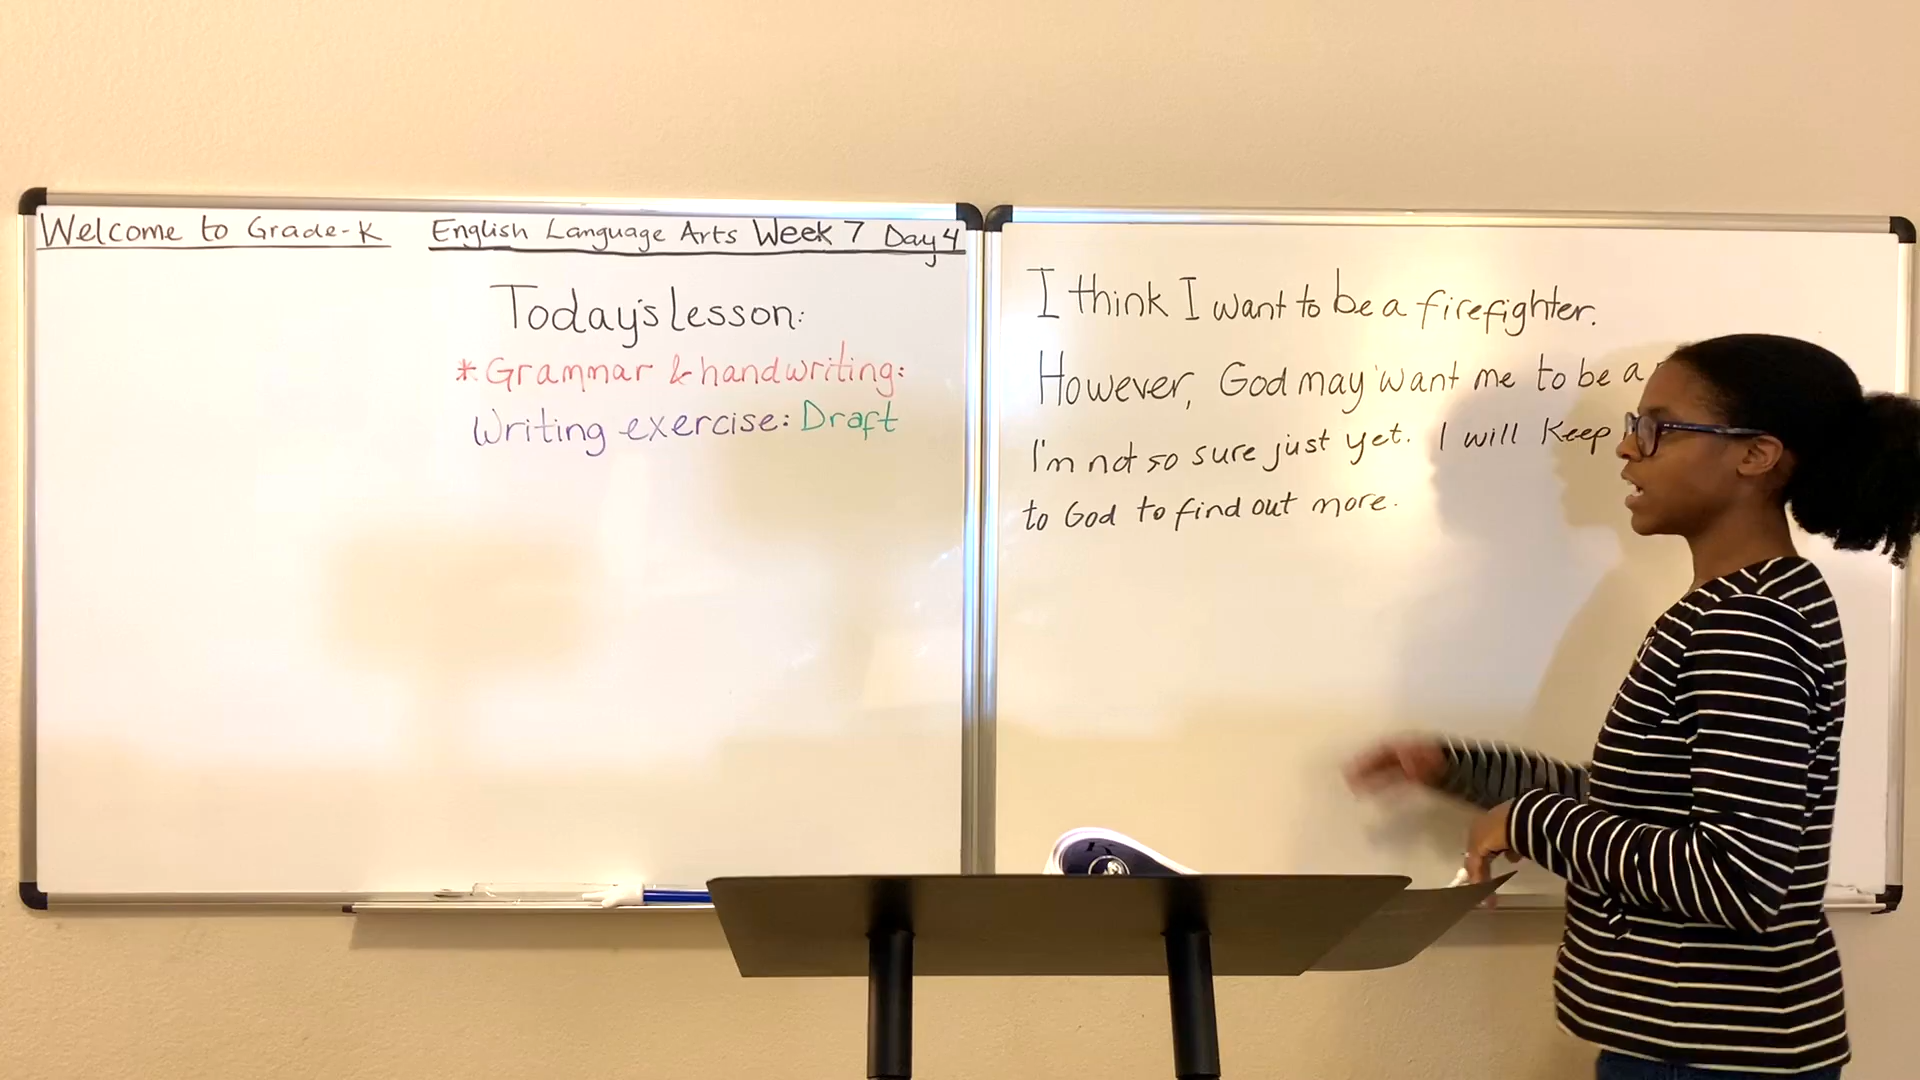 Welcome to Grade-K English Language Arts Week 7 Day 4
Today's lesson:
* Grammar & handwriting:
Writing exercise: Draft
I think I want to be a firefighter.
However, God may want me to be a
I'm not so sure just yet. I will keep
to God to find out more.